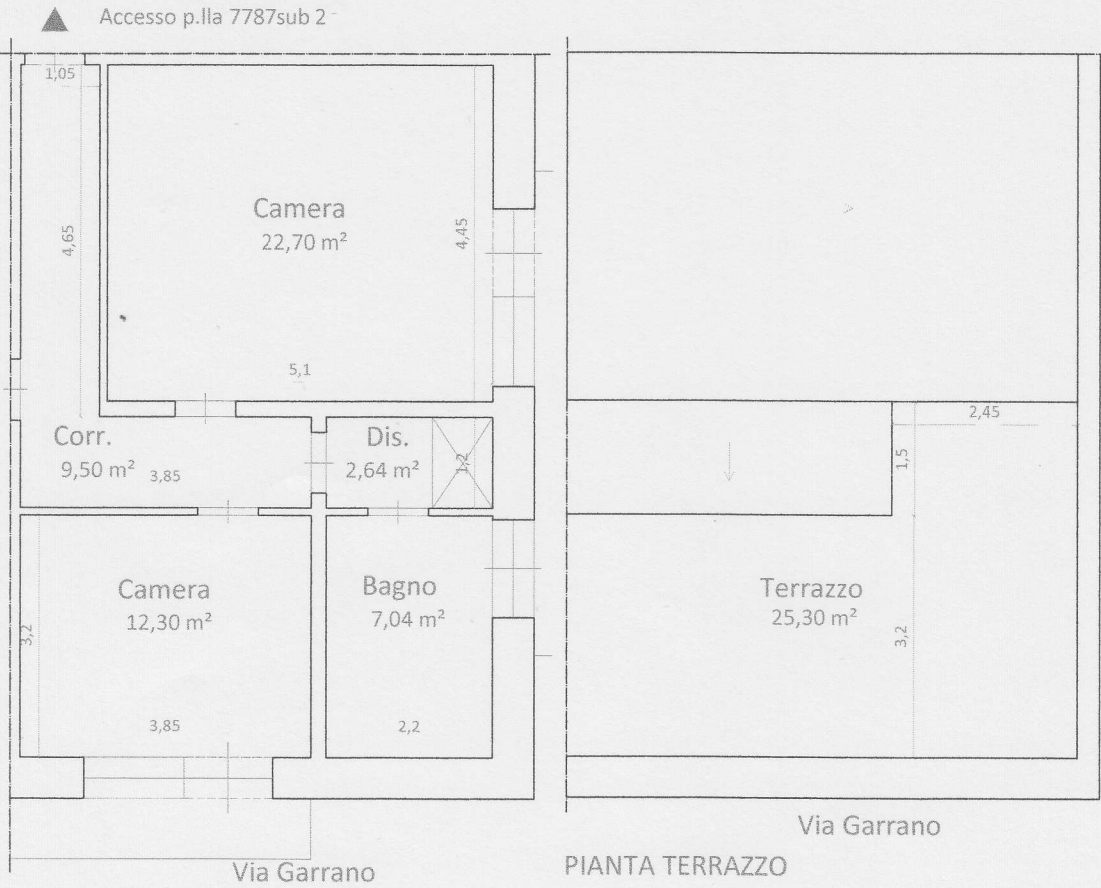 Accesso p.lla 7787sub 2
1,05
Camera
22,70 m²
4,65
4,45
5,1
Corr.
9,50 m²
3,85
Dis.
2,64 m²
1,2
Camera
12,30 m²
3,2
3,85
Bagno
7,04 m²
2,2
Via Garrano
2,45
1,5
Terrazzo
25,30 m²
3,2
Via Garrano
PIANTA TERRAZZO